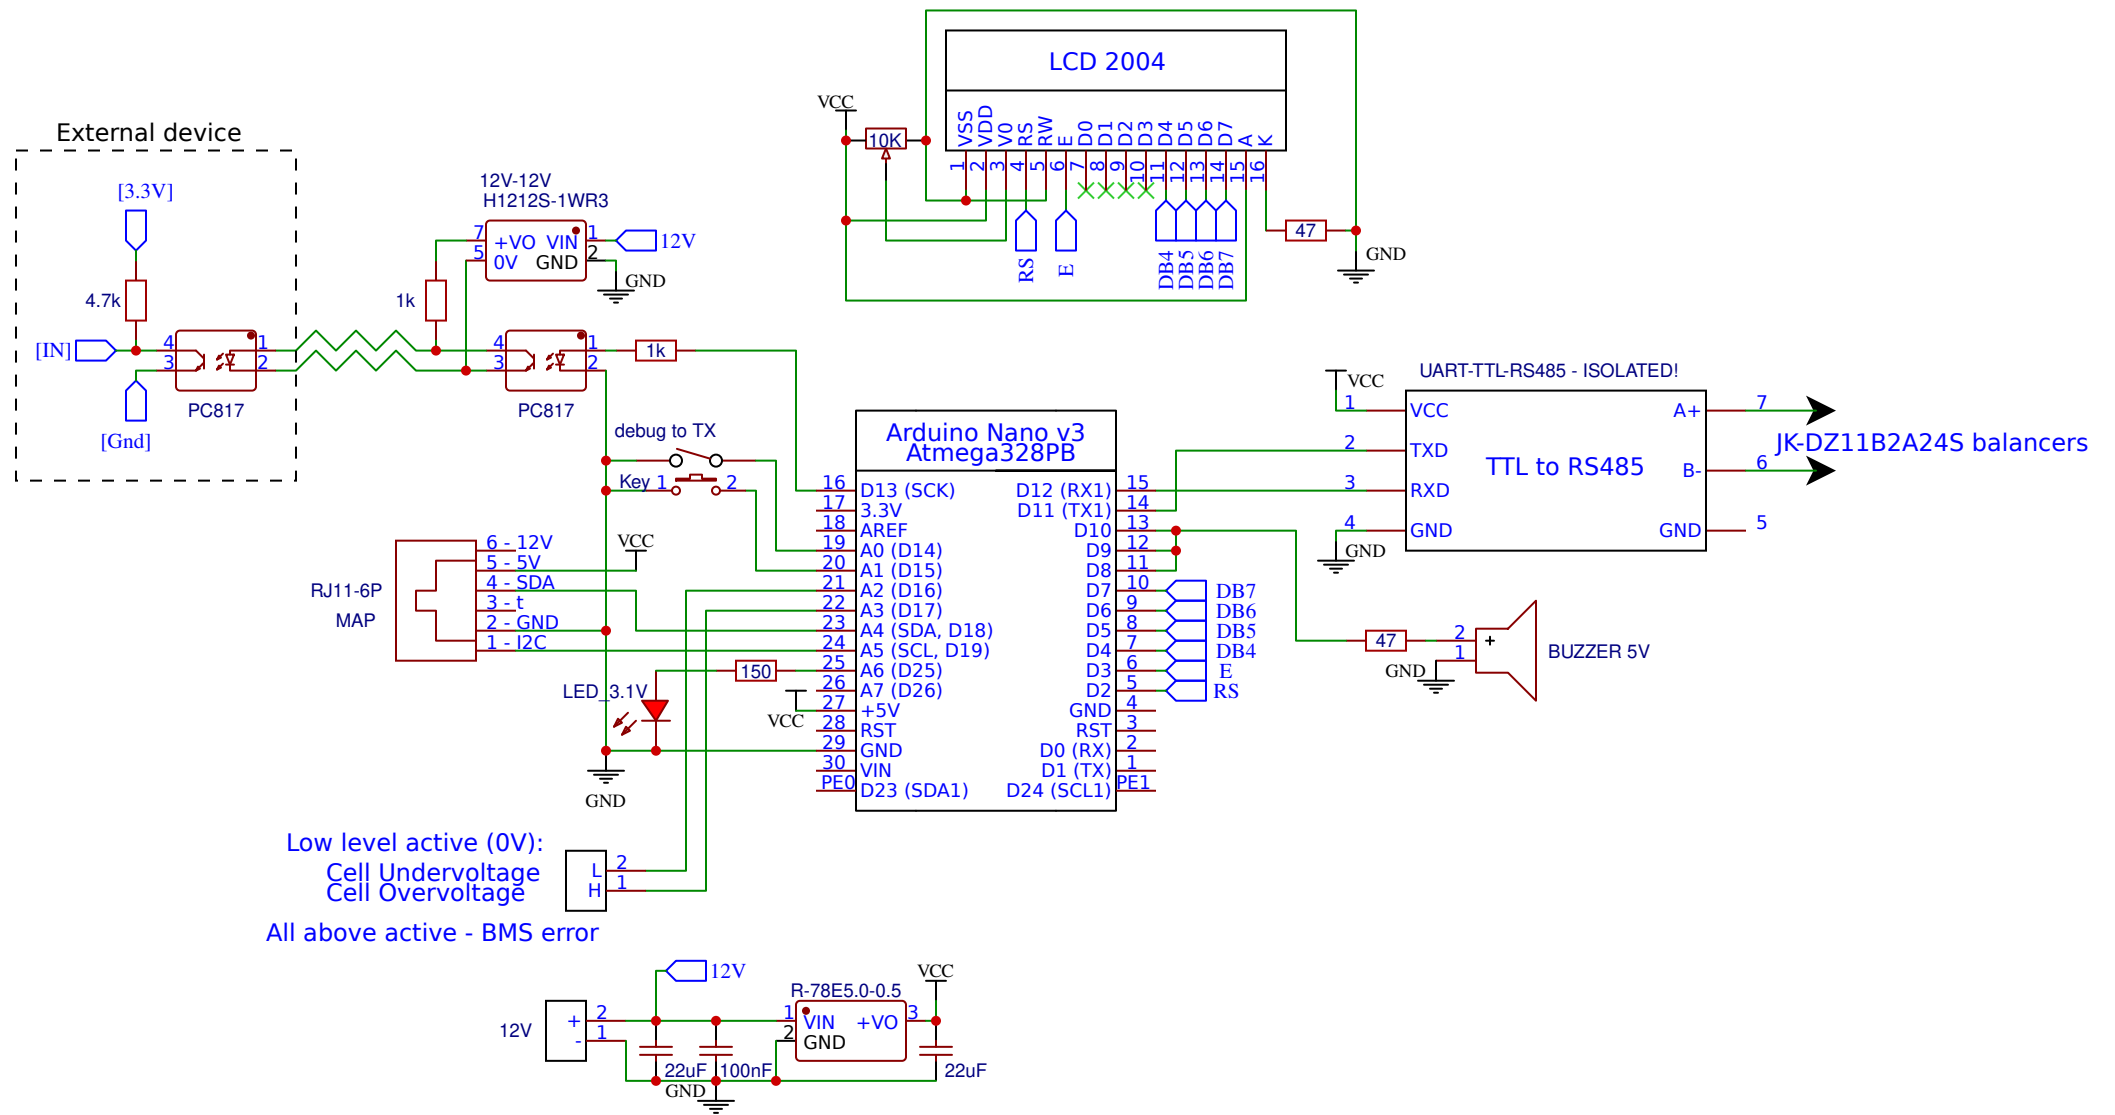 LCD 2004
VCC
10K
VSS
VDD
V0
RS
RW
E
D0
D1
D2
D3
D4
D5
D6
D7
A
K
1
2
3
4
5
6
7
8
9
10
11
12
13
14
15
16
RS
E
DB4
DB5
DB6
DB7
47
GND
External device
[3.3V]
4.7k
[IN]
[Gnd]
4
3
1
2
PC817
12V-12V
H1212S-1WR3
7
5
+VO
0V
VIN
GND
1
2
12V
GND
1k
4
3
1
2
PC817
1k
debug to TX
Key
1
2
Arduino Nano v3
Atmega328PB
16 D13 (SCK)
17 3.3V
18 AREF
19 A0 (D14)
20 A1 (D15)
21 A2 (D16)
22 A3 (D17)
23 A4 (SDA, D18)
24 A5 (SCL, D19)
25 A6 (D25)
26 A7 (D26)
27 +5V
28 RST
29 GND
30 VIN
PE0 D23 (SDA1)
D12 (RX1) 15
D11 (TX1) 14
D10 13
D9 12
D8 11
D7 10 DB7
D6 9 DB6
D5 8 DB5
D4 7 DB4
D3 6 E
D2 5 RS
GND 4
RST 3
D0 (RX) 2
D1 (TX) 1
D24 (SCL1) PE1
UART-TTL-RS485 - ISOLATED!
VCC
1 VCC
2 TXD
3 RXD
4 GND
GND
TTL to RS485
A+ 7
B- 6
GND 5
JK-DZ11B2A24S balancers
47
2
1
+
GND
BUZZER 5V
RJ11-6P
MAP
6 - 12V
5 - 5V
4 - SDA
3 - t
2 - GND
1 - I2C
VCC
150
LED_3.1V
VCC
GND
Low level active (0V):
Cell Undervoltage
Cell Overvoltage
L 2
H 1
All above active - BMS error
12V
12V
+ 2
- 1
22uF
100nF
GND
R-78E5.0-0.5
1 VIN
2 GND
+VO 3
VCC
22uF